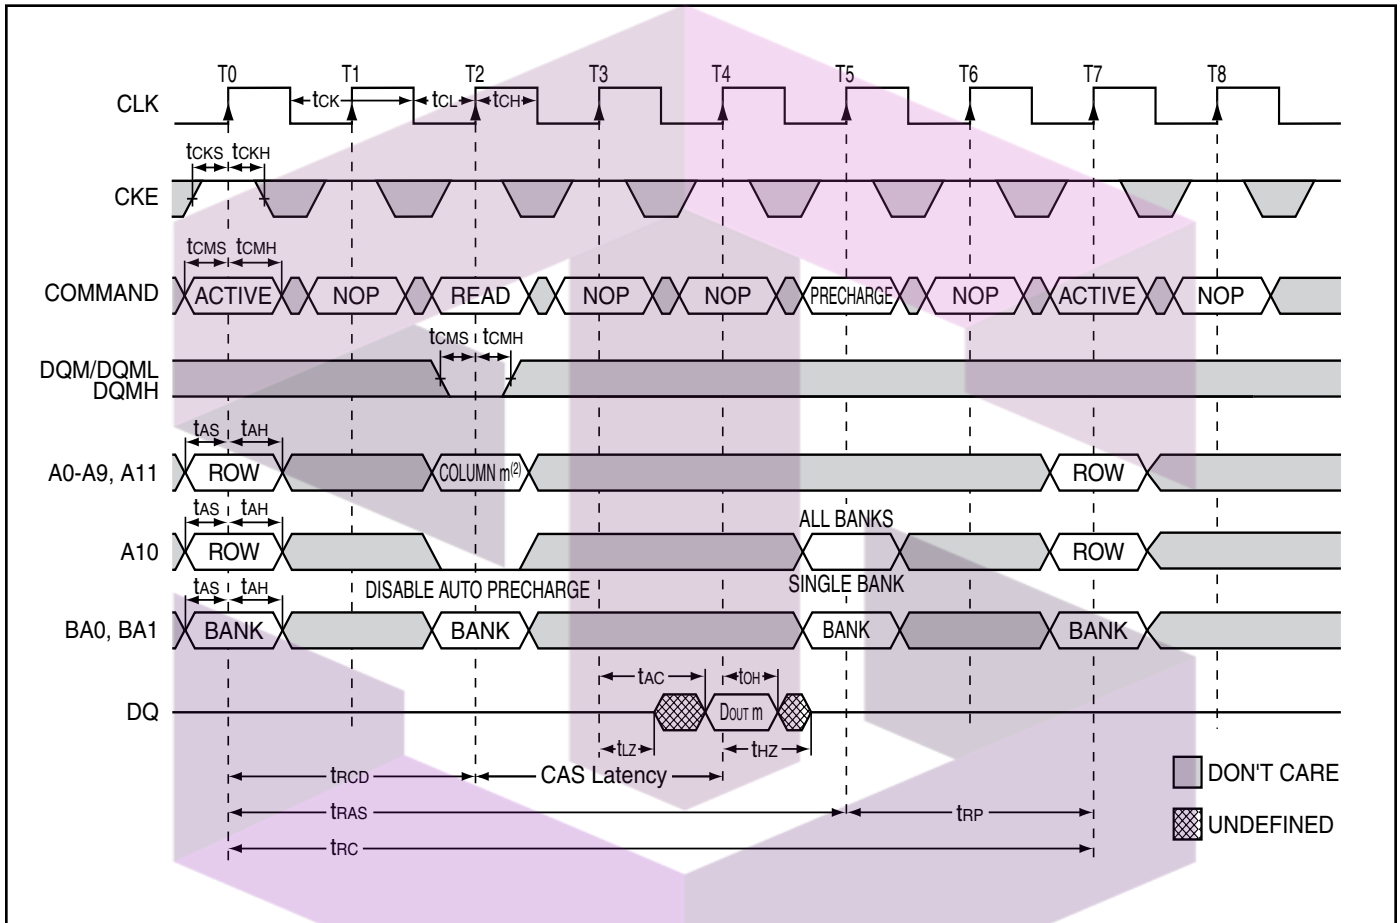 T0 T1 T2 T3 T4 T5 T6 T7 T8
CLK tCK tCL tCH
tCKS tCKH
CKE
tCMS tCMH
COMMAND ACTIVE NOP READ NOP NOP PRECHARGE NOP ACTIVE NOP
tCMS tCMH
DQM/DQML
DQMH
tAS tAH
A0-A9, A11 ROW COLUMN m(2) ROW
tAS tAH ALL BANKS
A10 ROW ROW
tAS tAH DISABLE AUTO PRECHARGE SINGLE BANK
BA0, BA1 BANK BANK BANK BANK
tAC tOH
DQ DOUT m
tLZ tHZ
tRCD CAS Latency DON'T CARE
tRAS tRP
UNDEFINED
tRC